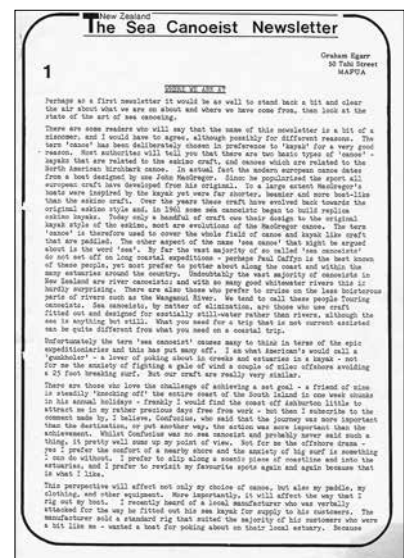 New Zealand
The Sea Canoeist Newsletter
Graham Egarr
50 Tahi Street
MAPUA
1
WHERE WE ARE AT
Perhaps as a first newsletter it would be as well to stand back a bit and clear
the air about what we are on about and where we have come from, then look at the
state of the art of sea canoeing.
There are some readers who will say that the name of this newsletter is a bit of a
misnomer, and I would have to agree, although possibly for different reasons. The
term 'canoe' has been deliberately chosen in preference to 'kayak' for a very good
reason. Most authorities will tell you that there are two basic types of 'canoe' -
kayaks that are related to the eskimo craft, and canoes which are related to the
North American birchbark canoe. In actual fact the modern european canoe dates
from a boat designed by one John MacGregor. Since he popularised the sport all
european craft have developed from his original. To a large extent MacGregor's
boats were inspired by the kayak yet were far shorter, heavier and more boat-like
than the eskimo craft. Over the years these craft have evolved back towards the
original eskimo style and, in 1961 some sea canoeists began to build replica
eskimo kayaks. Today only a handful of craft owe their design to the original
kayak style of the eskimo, most are evolutions of the MacGregor canoe. The term
'canoe' is therefore used to cover the whole field of canoe and kayak like craft
that are paddled. The other aspect of the name 'sea canoe' that might be argued
about is the word 'sea'. By far the vast majority of so called 'sea canoeists'
do not set off on long coastal expeditions - perhaps Paul Caffyn is the best known
of these people, yet most prefer to potter about along the coast and within the
many estuaries around the country. Undoubtedly the vast majority of canoeists in
New Zealand are river canoeists; and with so many good whitewater rivers this is
hardly surprising. There are also those who prefer to cruise on the less boisterous
parts of rivers such as the Wanganui River. We tend to call these people Touring
canoeists. Sea canoeists, by matter of elimination, are those who use craft
fitted out and designed for esstially still-water rather than rivers, although the
sea is anything but still. What you need for a trip that is not current assisted
can be quite different from what you need on a coastal trip.
Unfortunately the term 'sea canoeist' causes many to think in terms of the epic
expeditionaries and this has put many off. I am what American's would call a
'gunkholer' - a lover of poking about in creeks and estuaries in a kayak - not
for me the anxiety of fighting a gale of wind a couple of miles offshore avoiding
a 25 foot breaking surf. But our craft are really very similar.
There are those who love the challenge of achieving a set goal - a friend of mine
is steadily 'knocking off' the entire coast of the South Island in one week chunks
in his annual holidays - frankly I would find the coast off Ashburton little to
attract me in my rather precious days free from work - but then I subscribe to the
comment made by, I believe, Confucius, who said that the journey was more important
than the destination, or put another way, the action was more important than the
achievement. Whilst Confucius was no sea canoeist and probably never said such a
thing, it pretty well sums up my point of view. Not for me the offshore drama -
yes I prefer the comfort of a nearby shore and the anxiety of big surf is something
I can do without. I prefer to slip along a scenic piece of coastline and into the
estuaries, and I prefer to revisit my favourite spots again and again because that
is what I like.
This perspective will affect not only my choice of canoe, but also my paddle, my
clothing, and other equipment. More importantly, it will affect the way that I
rig out my boat. I recently heard of a local manufacturer who was verbally
attacked for the way he fitted out his sea kayak for supply to his customers. The
manufacturer sold a standard rig that suited the majority of his customers who were
a bit like me - wanted a boat for poking about on their local estuary. Because